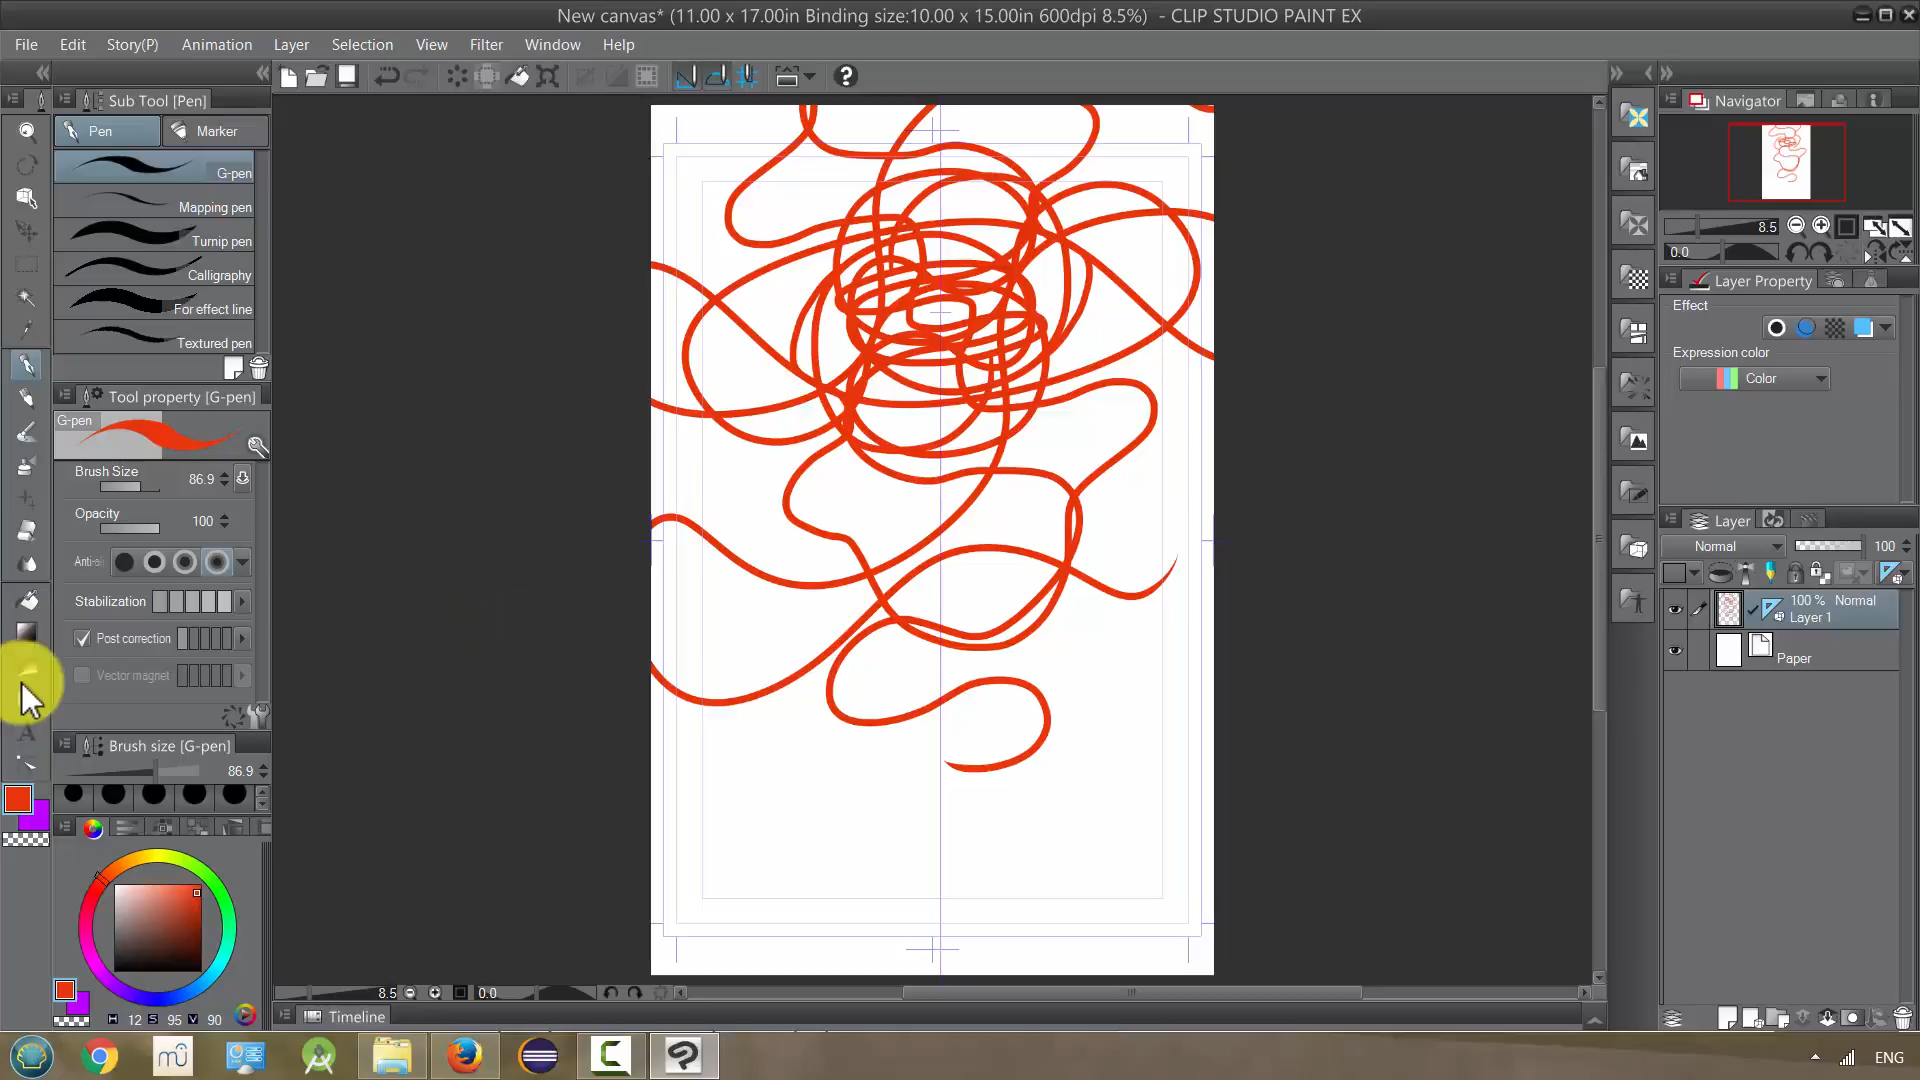 New canvas* (11.00 x 17.00in Binding size:10.00 x 15.00in 600dpi 8.5%) - CLIP STUDIO PAINT EX
File Edit Story(P) Animation Layer Selection View Filter Window Help
Sub Tool [Pen]
Pen Marker
G-pen
Mapping pen
Turnip pen
Calligraphy
For effect line
Textured pen
Tool property [G-pen]
G-pen
Brush Size 86.9
Opacity 100
Anti-ali
Stabilization
Post correction
Vector magnet
A
Brush size [G-pen]
86.9
H 12 S 95 V 90
8.5 0.0
Timeline
Navigator
8.5
0.0
Layer Property
Effect
Expression color
Color
Layer
Normal 100
100 % Normal
Layer 1
Paper
ENG